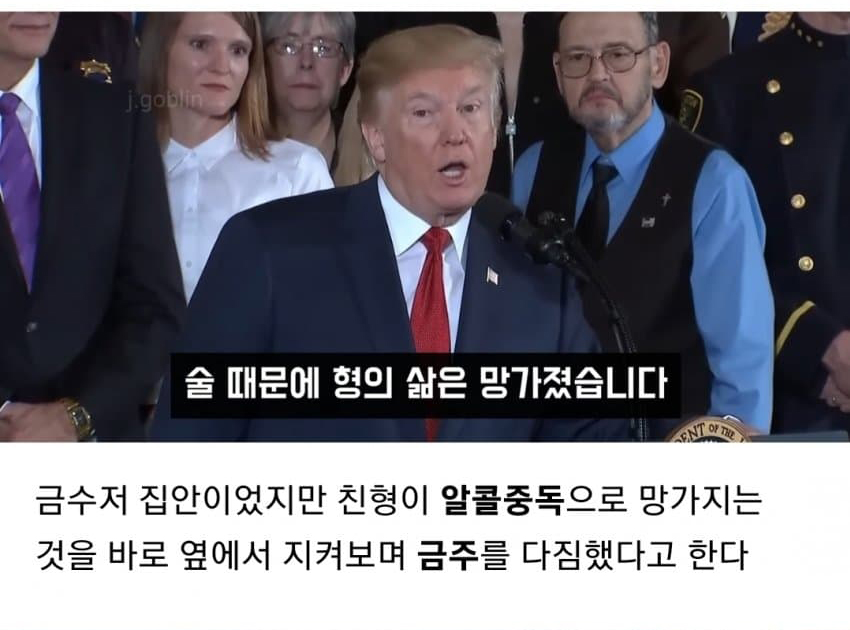 j.goblin
술 때문에 형의 삶은 망가졌습니다
ENT OF THE
금수저 집안이었지만 친형이 알콜중독으로 망가지는
것을 바로 옆에서 지켜보며 금주를 다짐했다고 한다